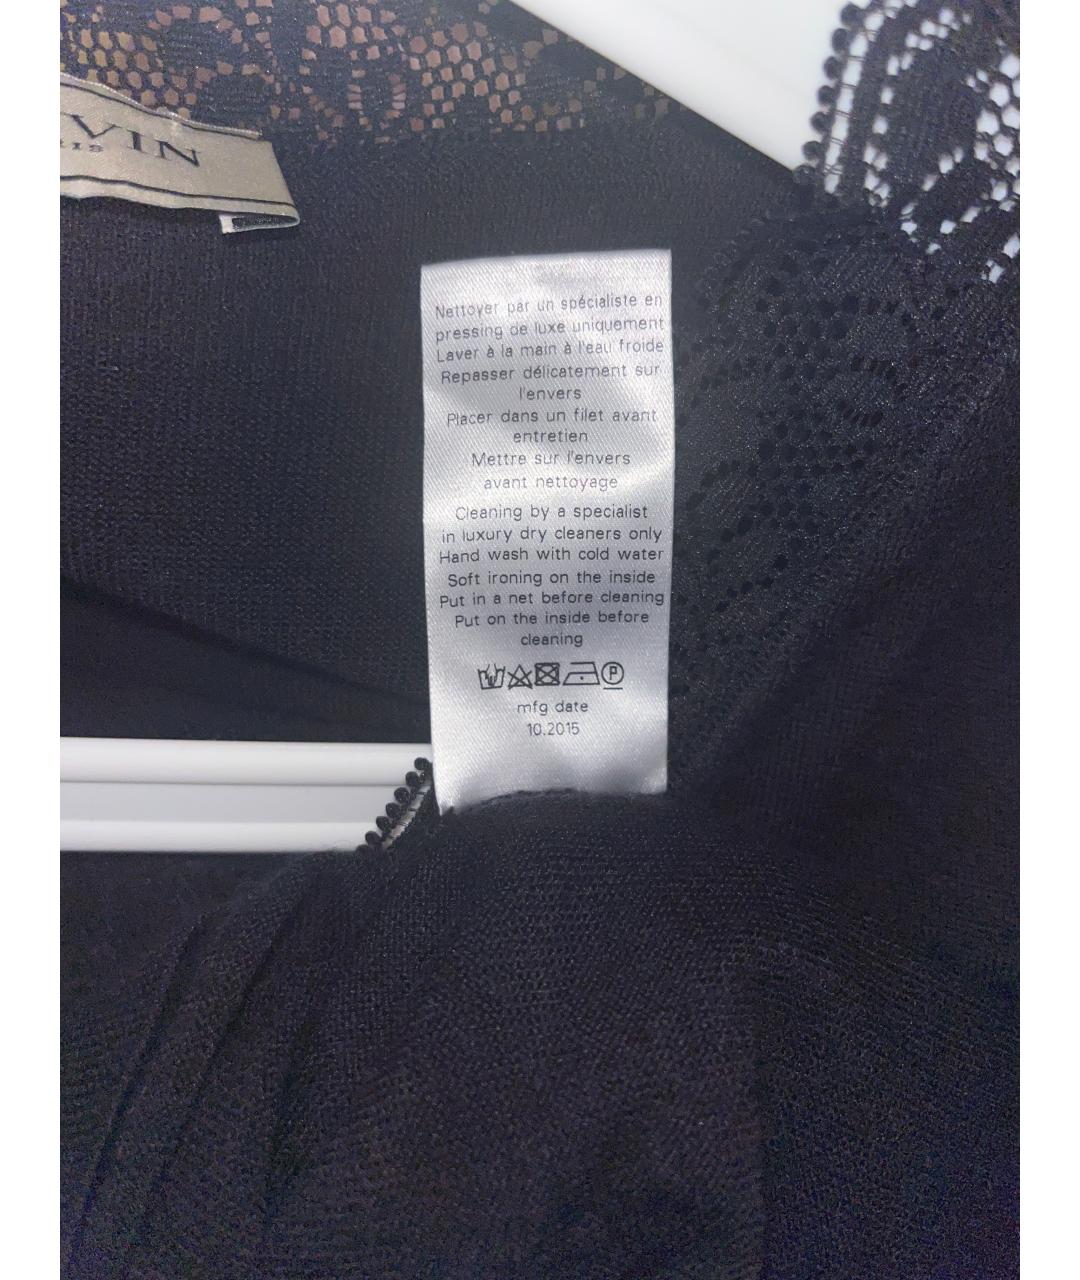 VIN
RIS
Nettoyer par un spécialiste en
pressing de luxe uniquement
Laver à la main à l'eau froide
Repasser délicatement sur
l'envers
Placer dans un filet avant
entretien
Mettre sur l'envers
avant nettoyage
Cleaning by a specialist
in luxury dry cleaners only
Hand wash with cold water
Soft ironing on the inside
Put in a net before cleaning
Put on the inside before
cleaning
P
mfg date
10.2015